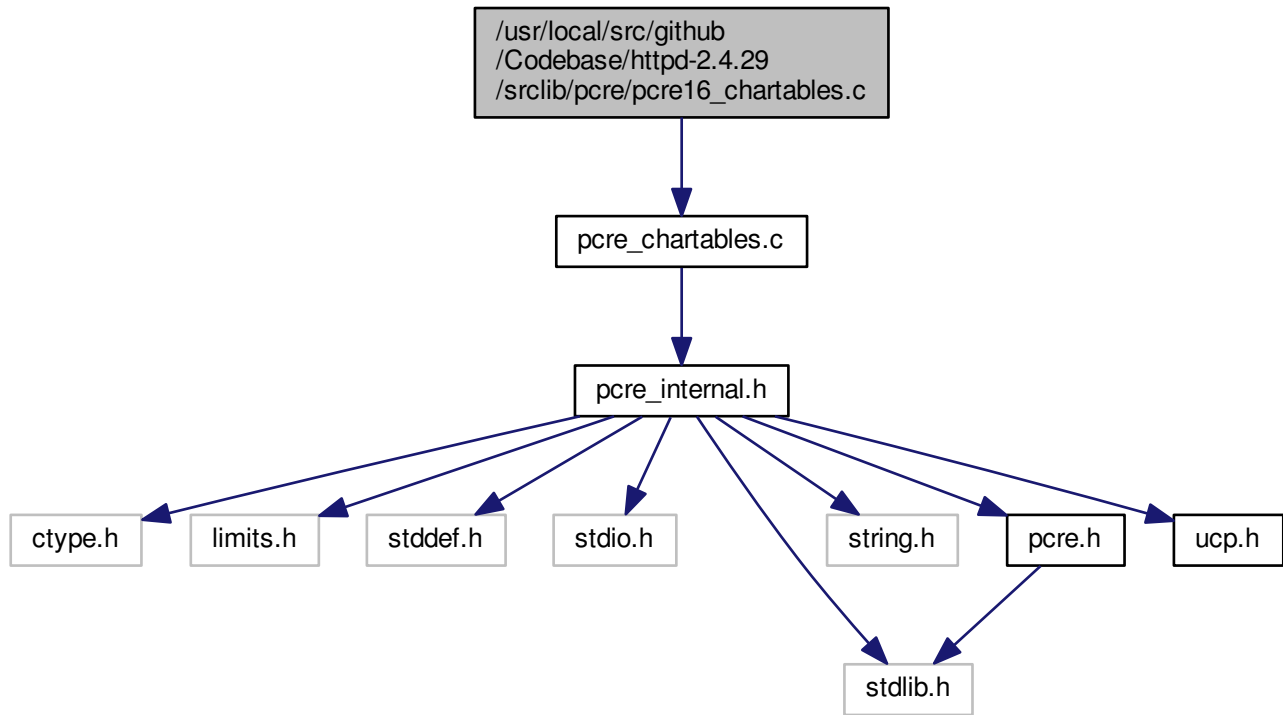 /usr/local/src/github
/Codebase/httpd-2.4.29
/srclib/pcre/pcre16_chartables.c
pcre_chartables.c
pcre_internal.h
ctype.h
limits.h
stddef.h
stdio.h
string.h
pcre.h
ucp.h
stdlib.h